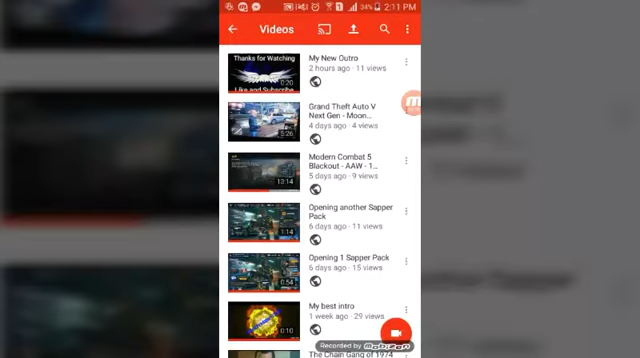 34% 2:11 PM
Videos
Thanks for Watching
Like and Subscribe
0:20
My New Outro
2 hours ago · 11 views
5:26
Grand Theft Auto V
Next Gen - Moon...
4 days ago · 4 views
13:14
Modern Combat 5
Blackout - AAW - 1...
5 days ago · 9 views
1:14
Opening another Sapper
Pack
6 days ago · 11 views
0:54
Opening 1 Sapper Pack
6 days ago · 15 views
0:10
My best intro
1 week ago · 29 views
Recorded by
Mobizen
The Chain Gang of 1974